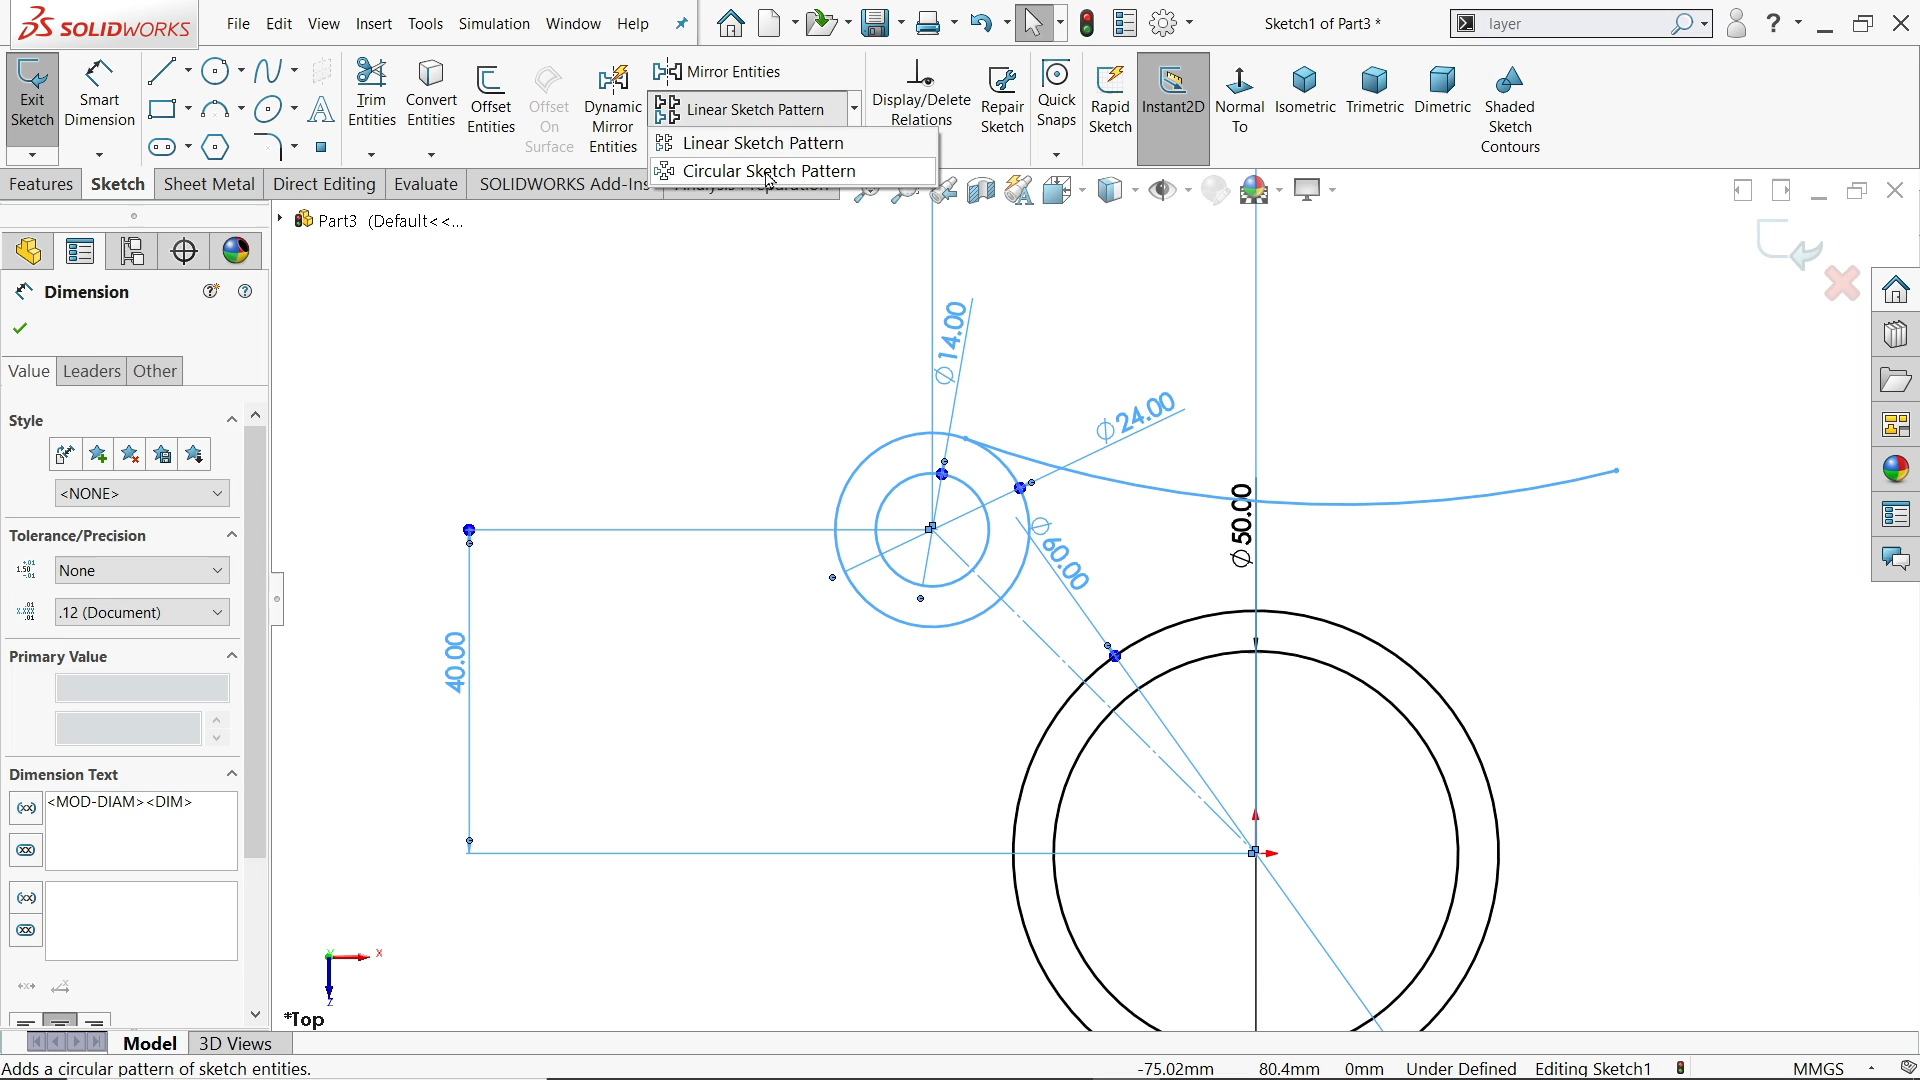 SOLIDWORKS
File Edit View Insert Tools Simulation Window Help
Sketch1 of Part3 *
layer
?
Exit Sketch
Smart Dimension
Trim Entities
Convert Entities
Offset Entities
Offset On Surface
Dynamic Mirror Entities
Mirror Entities
Linear Sketch Pattern
Linear Sketch Pattern
Circular Sketch Pattern
Display/Delete Relations
Repair Sketch
Quick Snaps
Rapid Sketch
Instant2D
Normal To
Isometric
Trimetric
Dimetric
Shaded Sketch Contours
Features Sketch Sheet Metal Direct Editing Evaluate SOLIDWORKS Add-Ins
Part3 (Default<<...
Dimension
Value Leaders Other
Style
<NONE>
Tolerance/Precision
None
.12 (Document)
Primary Value
Dimension Text
<MOD-DIAM><DIM>
Ø14.00
Ø24.00
Ø60.00
Ø50.00
40.00
Y
X
Z
*Top
Model 3D Views
Adds a circular pattern of sketch entities.
-75.02mm 80.4mm 0mm Under Defined Editing Sketch1 MMGS